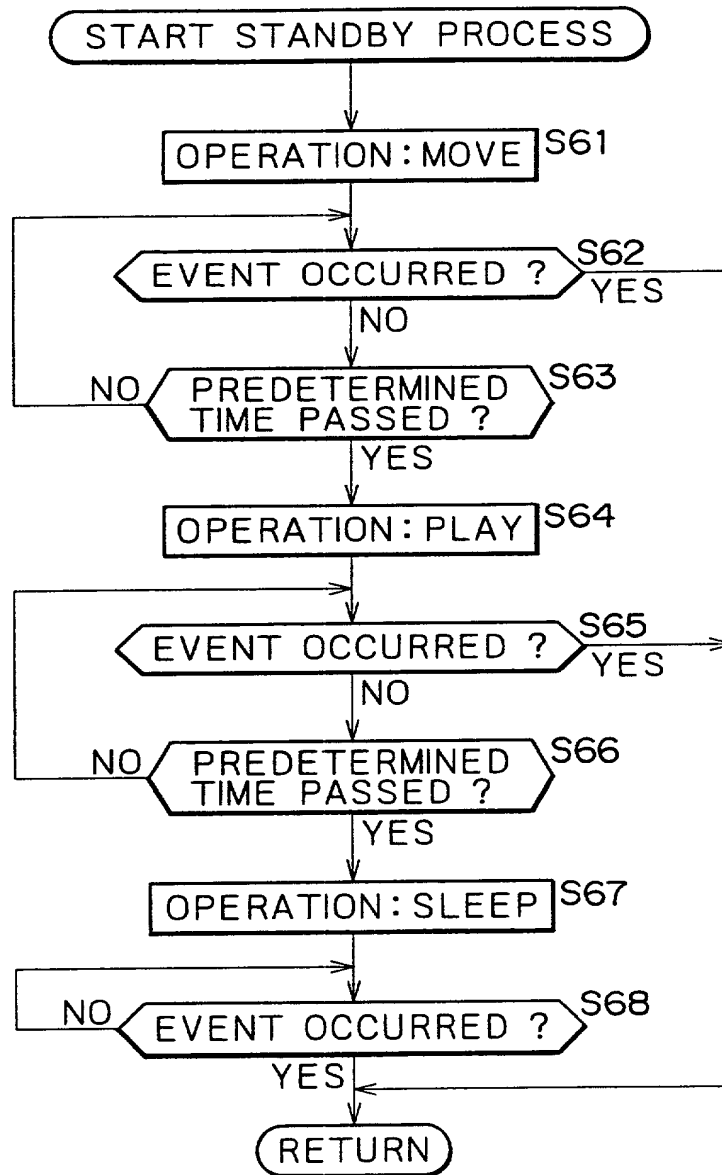 START STANDBY PROCESS
OPERATION:MOVE S61
EVENT OCCURRED ? S62
YES
NO
NO PREDETERMINED S63
TIME PASSED ?
YES
OPERATION:PLAY S64
EVENT OCCURRED ? S65
YES
NO
NO PREDETERMINED S66
TIME PASSED ?
YES
OPERATION:SLEEP S67
NO EVENT OCCURRED ? S68
YES
RETURN